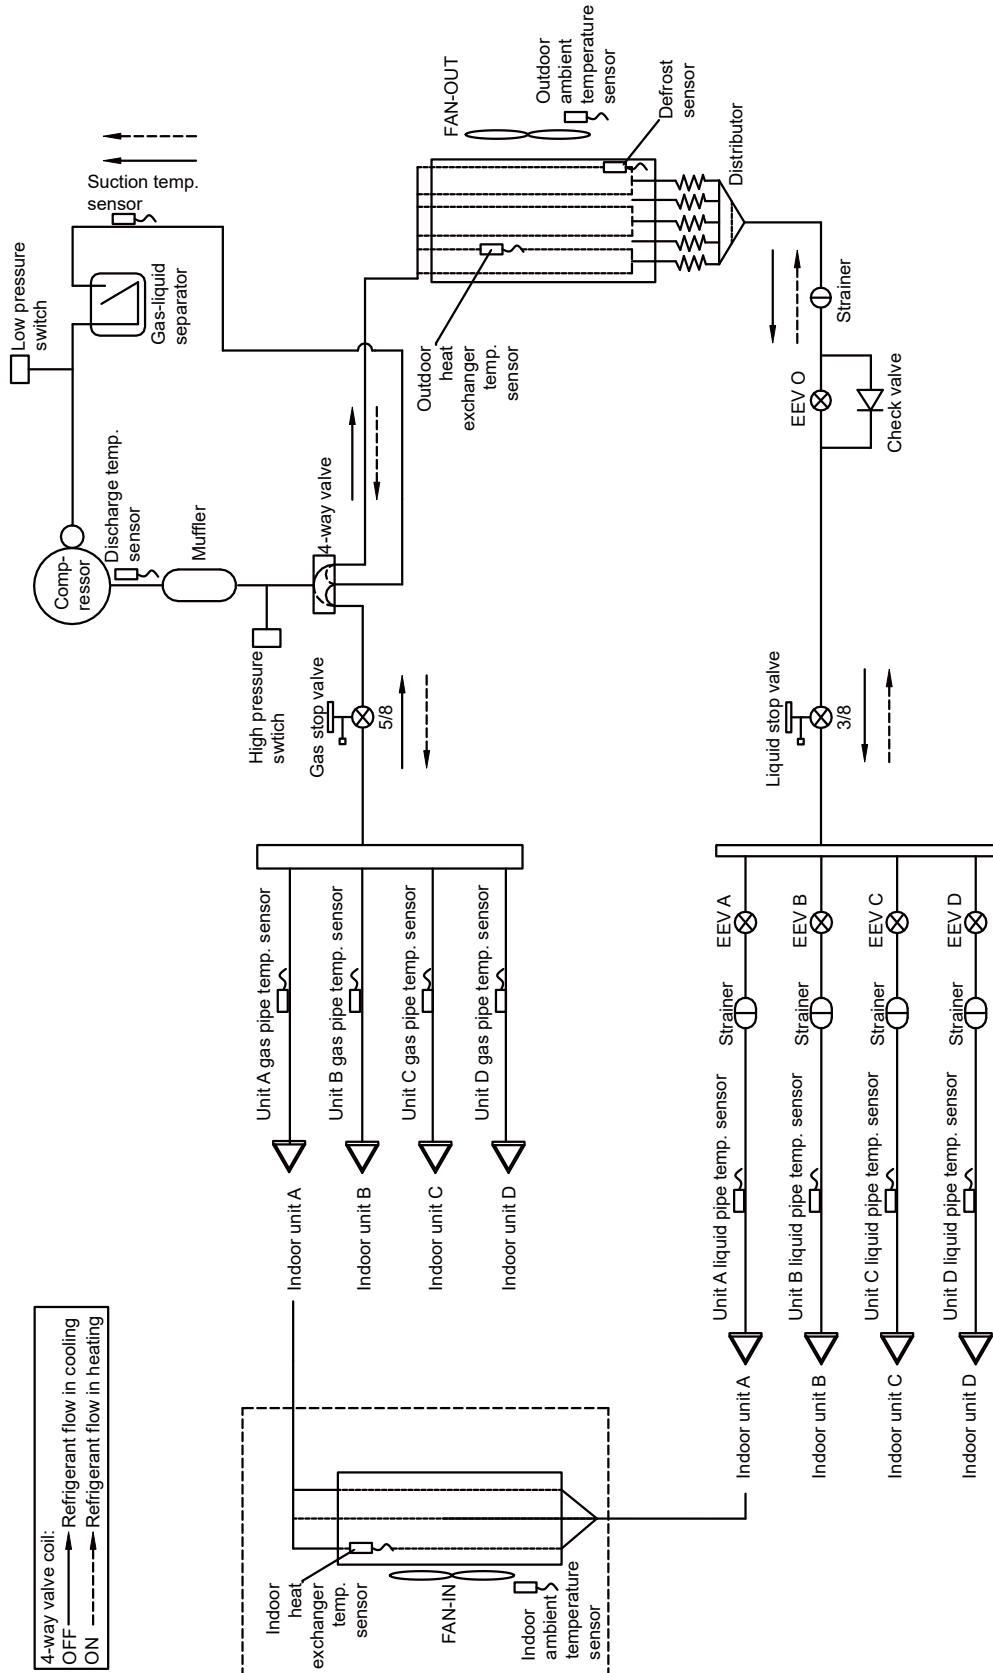 4-way valve coil:
OFF Refrigerant flow in cooling
ON Refrigerant flow in heating
Indoor
heat
exchanger
temp.
sensor
FAN-IN
Indoor
ambient
temperature
sensor
Indoor unit A
Indoor unit B
Indoor unit C
Indoor unit D
Unit A gas pipe temp. sensor
Unit B gas pipe temp. sensor
Unit C gas pipe temp. sensor
Unit D gas pipe temp. sensor
Indoor unit A
Indoor unit B
Indoor unit C
Indoor unit D
Unit A liquid pipe temp. sensor
Unit B liquid pipe temp. sensor
Unit C liquid pipe temp. sensor
Unit D liquid pipe temp. sensor
Strainer
Strainer
Strainer
Strainer
EEV A
EEV B
EEV C
EEV D
High pressure
swtich
Gas stop valve
5/8
Liquid stop valve
3/8
Comp-
ressor
Discharge temp.
sensor
Muffler
4-way valve
Low pressure
switch
Gas-liquid
separator
Suction temp.
sensor
Outdoor
heat
exchanger
temp.
sensor
FAN-OUT
Outdoor
ambient
temperature
sensor
Defrost
sensor
Distributor
Strainer
EEV O
Check valve